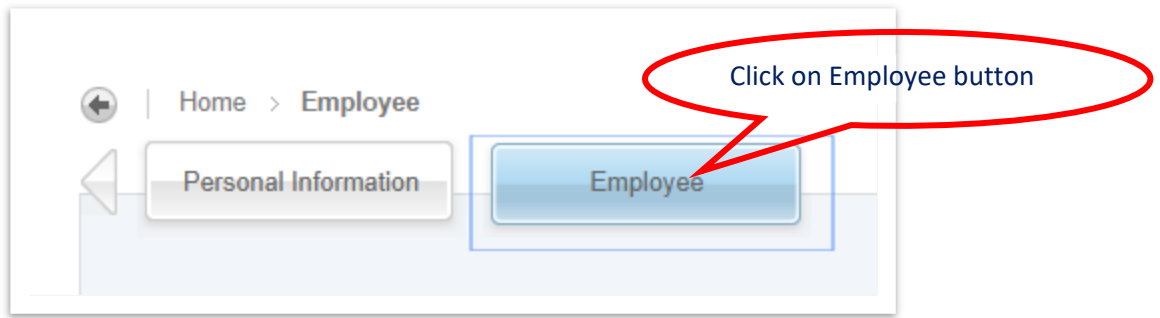 Click on Employee button
Home > Employee
Personal Information
Employee